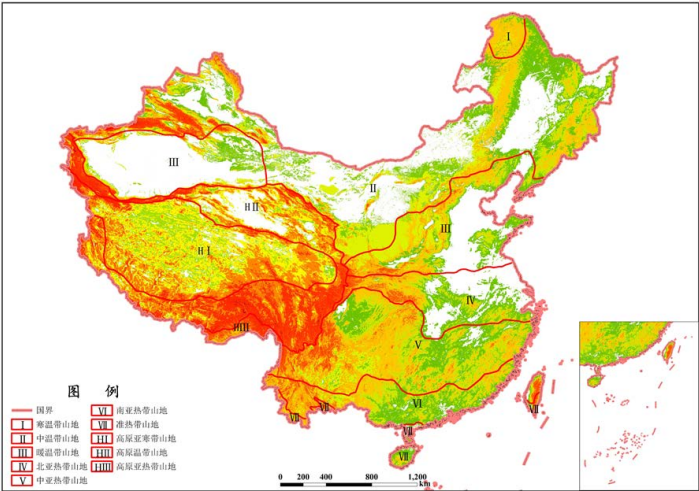 I
III
II
HII
III
HI
IV
HIII
V
VI
VII
VII
VII
VII
VII
图 例
国界
I 寒温带山地
II 中温带山地
III 暖温带山地
IV 北亚热带山地
V 中亚热带山地
VI 南亚热带山地
VII 准热带山地
HI 高原亚寒带山地
HII 高原温带山地
HIII 高原亚热带山地
0 200 400 800 1,200
km